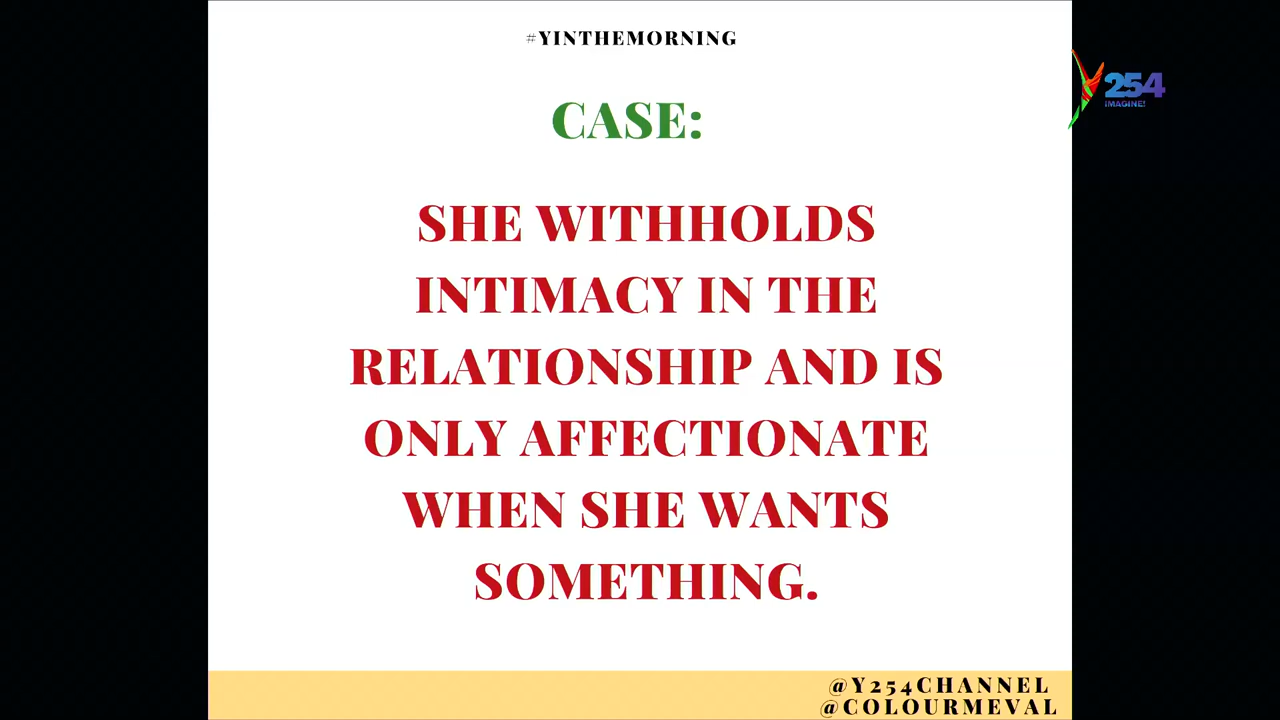 #YINTHEMORNING
254
IMAGINE!
CASE:
SHE WITHHOLDS
INTIMACY IN THE
RELATIONSHIP AND IS
ONLY AFFECTIONATE
WHEN SHE WANTS
SOMETHING.
@Y254CHANNEL
@COLOURMEVAL